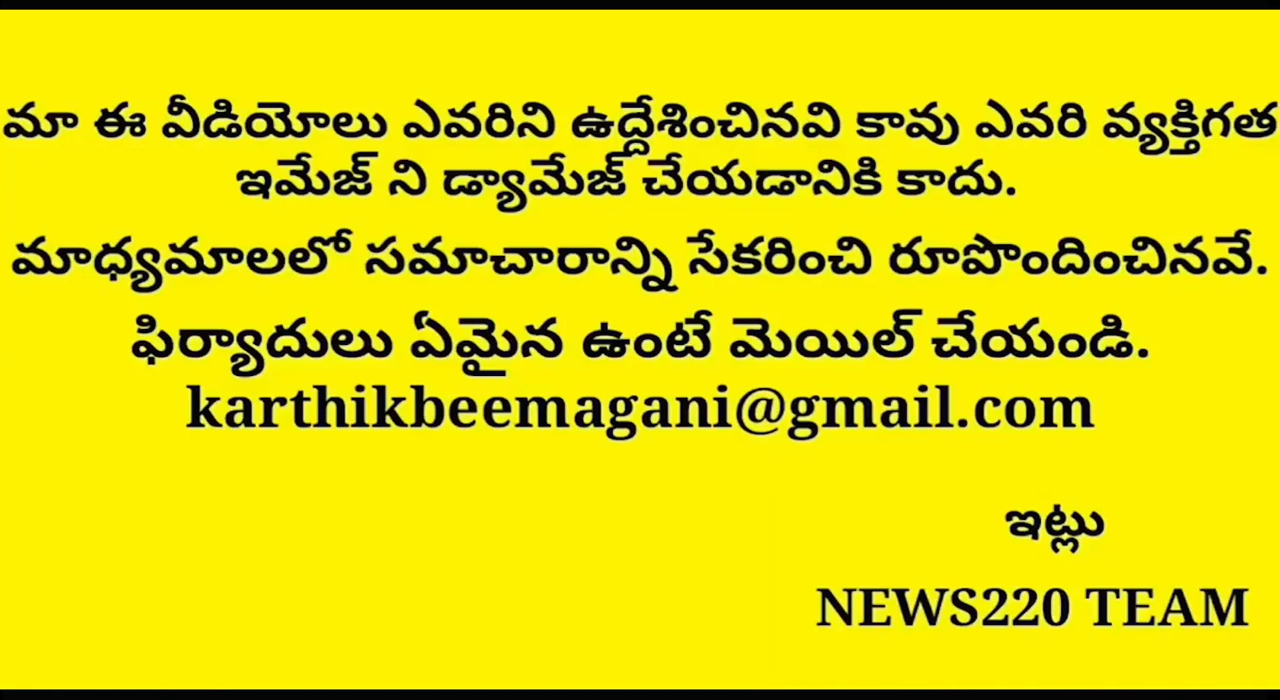 మా ఈ వీడియోలు ఎవరిని ఉద్దేశించినవి కావు ఎవరి వ్యక్తిగత
ఇమేజ్ ని డ్యామేజ్ చేయడానికి కాదు.
మాధ్యమాలలో సమాచారాన్ని సేకరించి రూపొందించినవే.
ఫిర్యాదులు ఏమైన ఉంటే మెయిల్ చేయండి.
karthikbeemagani@gmail.com
ఇట్లు
NEWS220 TEAM